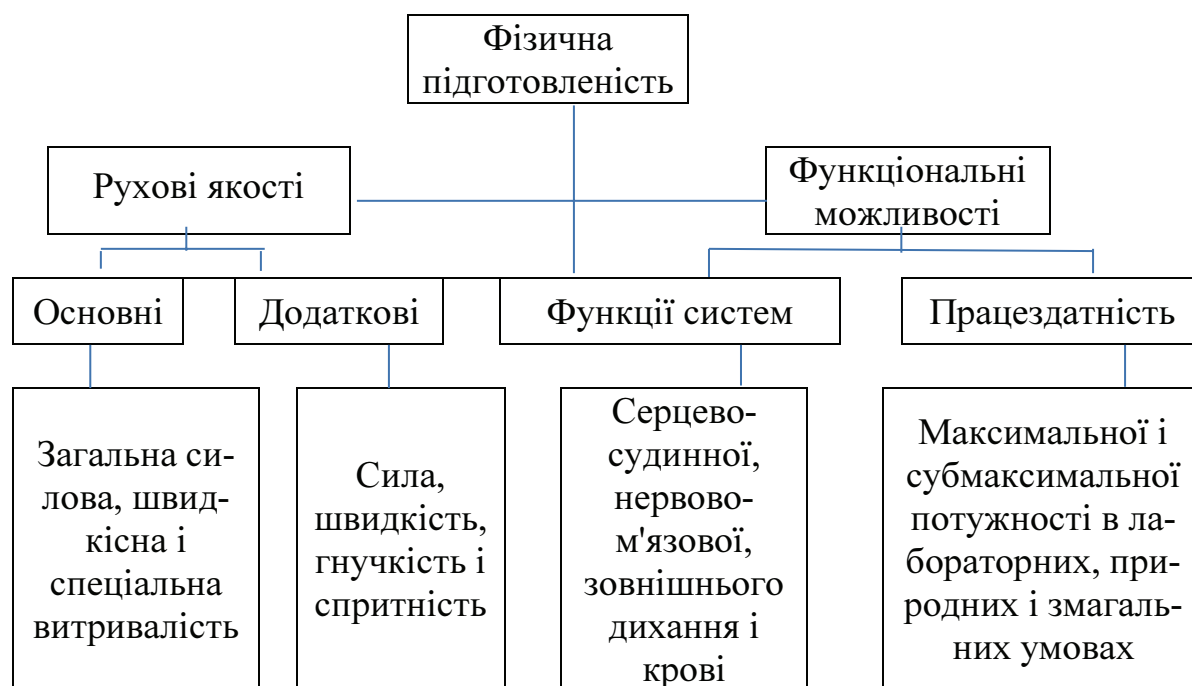 Фізична
підготовленість
Рухові якості
Функціональні
можливості
Основні
Додаткові
Функції систем
Працездатність
Загальна си-
лова, швид-
кісна і
спеціальна
витривалість
Сила,
швидкість,
гнучкість і
спритність
Серцево-
судинної,
нервово-
м'язової,
зовнішнього
дихання і
крові
Максимальної і
субмаксимальної
потужності в ла-
бораторних, при-
родних і змагаль-
них умовах